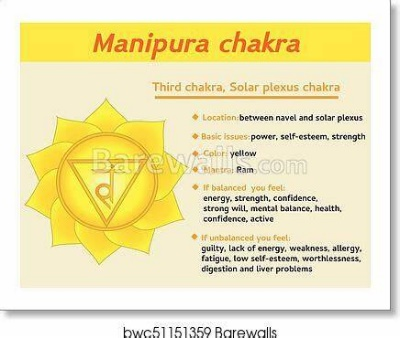 Manipura chakra
Third chakra, Solar plexus chakra
Location: between navel and solar plexus
Basic issues: power, self-esteem, strength
Color: yellow
Mantra: Ram
If balanced you feel:
energy, strength, confidence,
strong will, mental balance, health,
confidence, active
If unbalanced you feel:
guilty, lack of energy, weakness, allergy,
fatigue, low self-esteem, worthlessness,
digestion and liver problems
Barewalls.com
bwc51151359 Barewalls